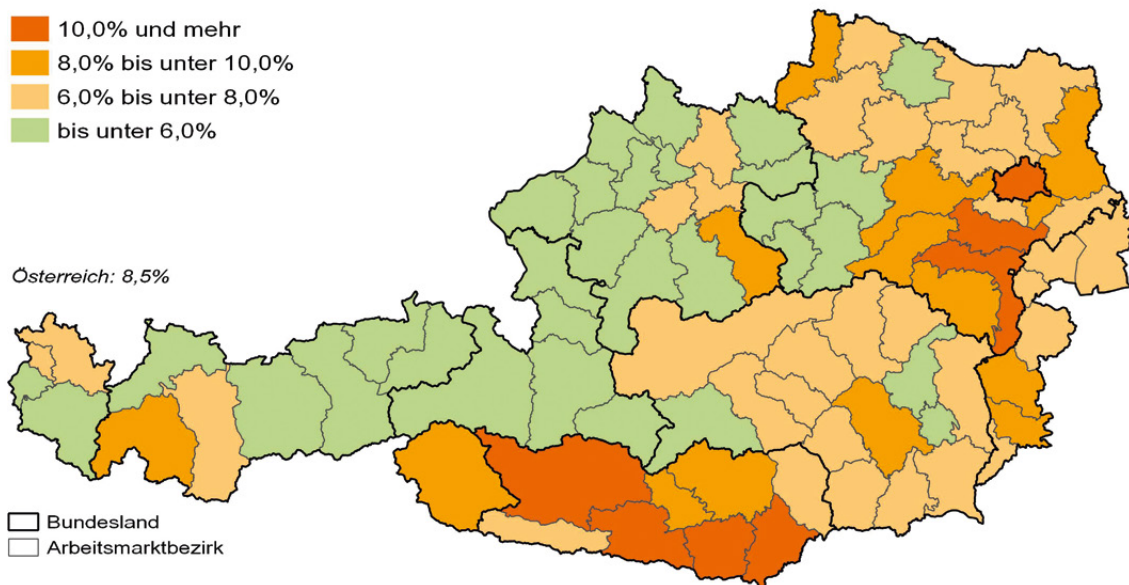 10,0% und mehr
8,0% bis unter 10,0%
6,0% bis unter 8,0%
bis unter 6,0%
Österreich: 8,5%
Bundesland
Arbeitsmarktbezirk